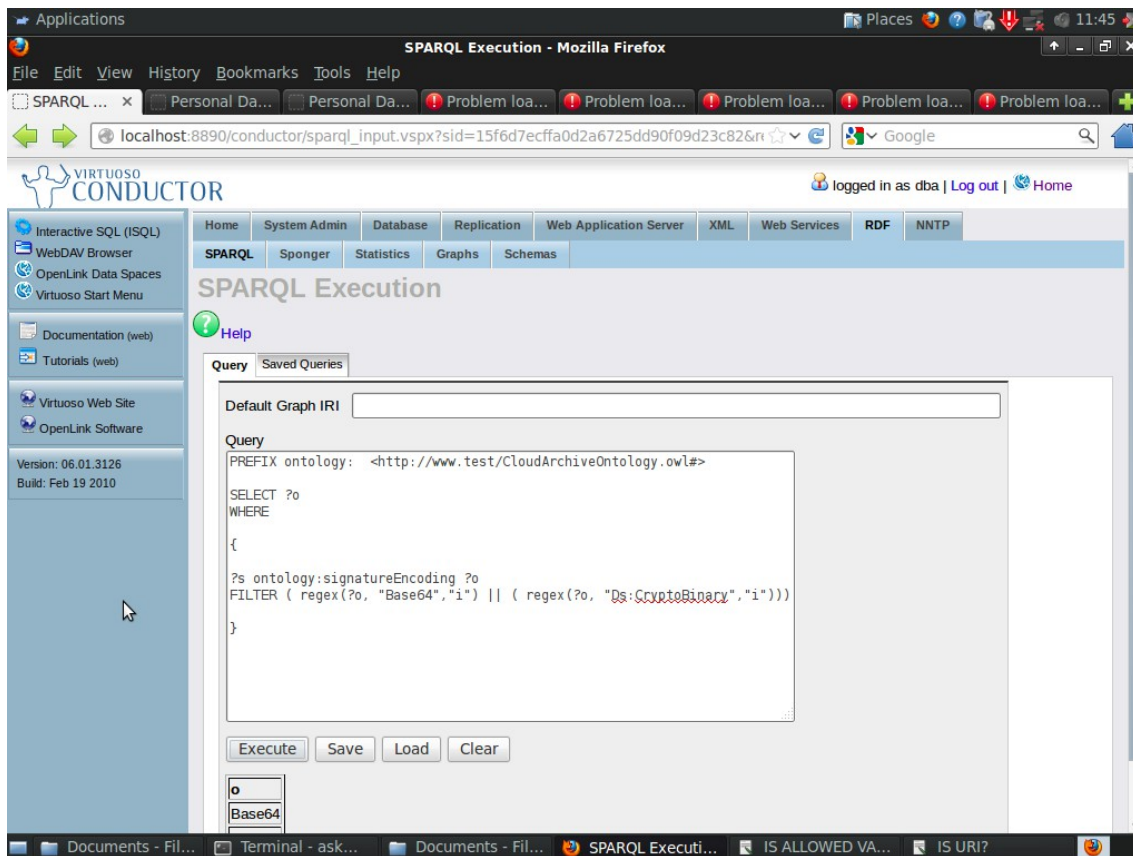 Applications
Places
11:45
SPARQL Execution - Mozilla Firefox
File Edit View History Bookmarks Tools Help
SPARQL ...
Personal Da...
Personal Da...
Problem loa...
Problem loa...
Problem loa...
Problem loa...
Problem loa...
localhost:8890/conductor/sparql_input.vspx?sid=15f6d7ecffa0d2a6725dd90f09d23c82&re
Google
VIRTUOSO
CONDUCTOR
logged in as dba | Log out | Home
Interactive SQL (ISQL)
WebDAV Browser
OpenLink Data Spaces
Virtuoso Start Menu
Documentation (web)
Tutorials (web)
Virtuoso Web Site
OpenLink Software
Version: 06.01.3126
Build: Feb 19 2010
Home System Admin Database Replication Web Application Server XML Web Services RDF NNTP
SPARQL Sponger Statistics Graphs Schemas
SPARQL Execution
Help
Query Saved Queries
Default Graph IRI
Query
PREFIX ontology: <http://www.test/CloudArchiveOntology.owl#>
SELECT ?o
WHERE
{
?s ontology:signatureEncoding ?o
FILTER ( regex(?o, "Base64","i") || ( regex(?o, "Ds:CryptoBinary","i")))
}
Execute Save Load Clear
o
Base64
Documents - Fil...
Terminal - ask...
Documents - Fil...
SPARQL Executi...
IS ALLOWED VA...
IS URI?